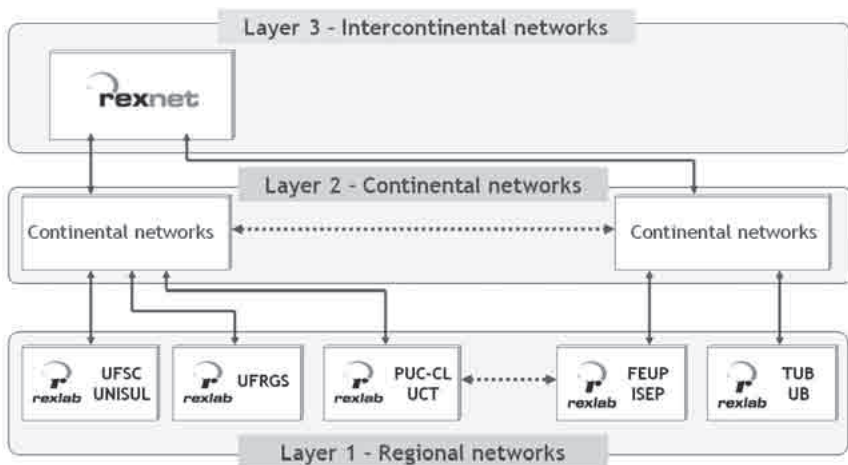 Layer 3 - Intercontinental networks
rexnet
Layer 2 - Continental networks
Continental networks
Continental networks
rexlab
UFSC
UNISUL
rexlab
UFRGS
rexlab
PUC-CL
UCT
rexlab
FEUP
ISEP
rexlab
TUB
UB
Layer 1 - Regional networks